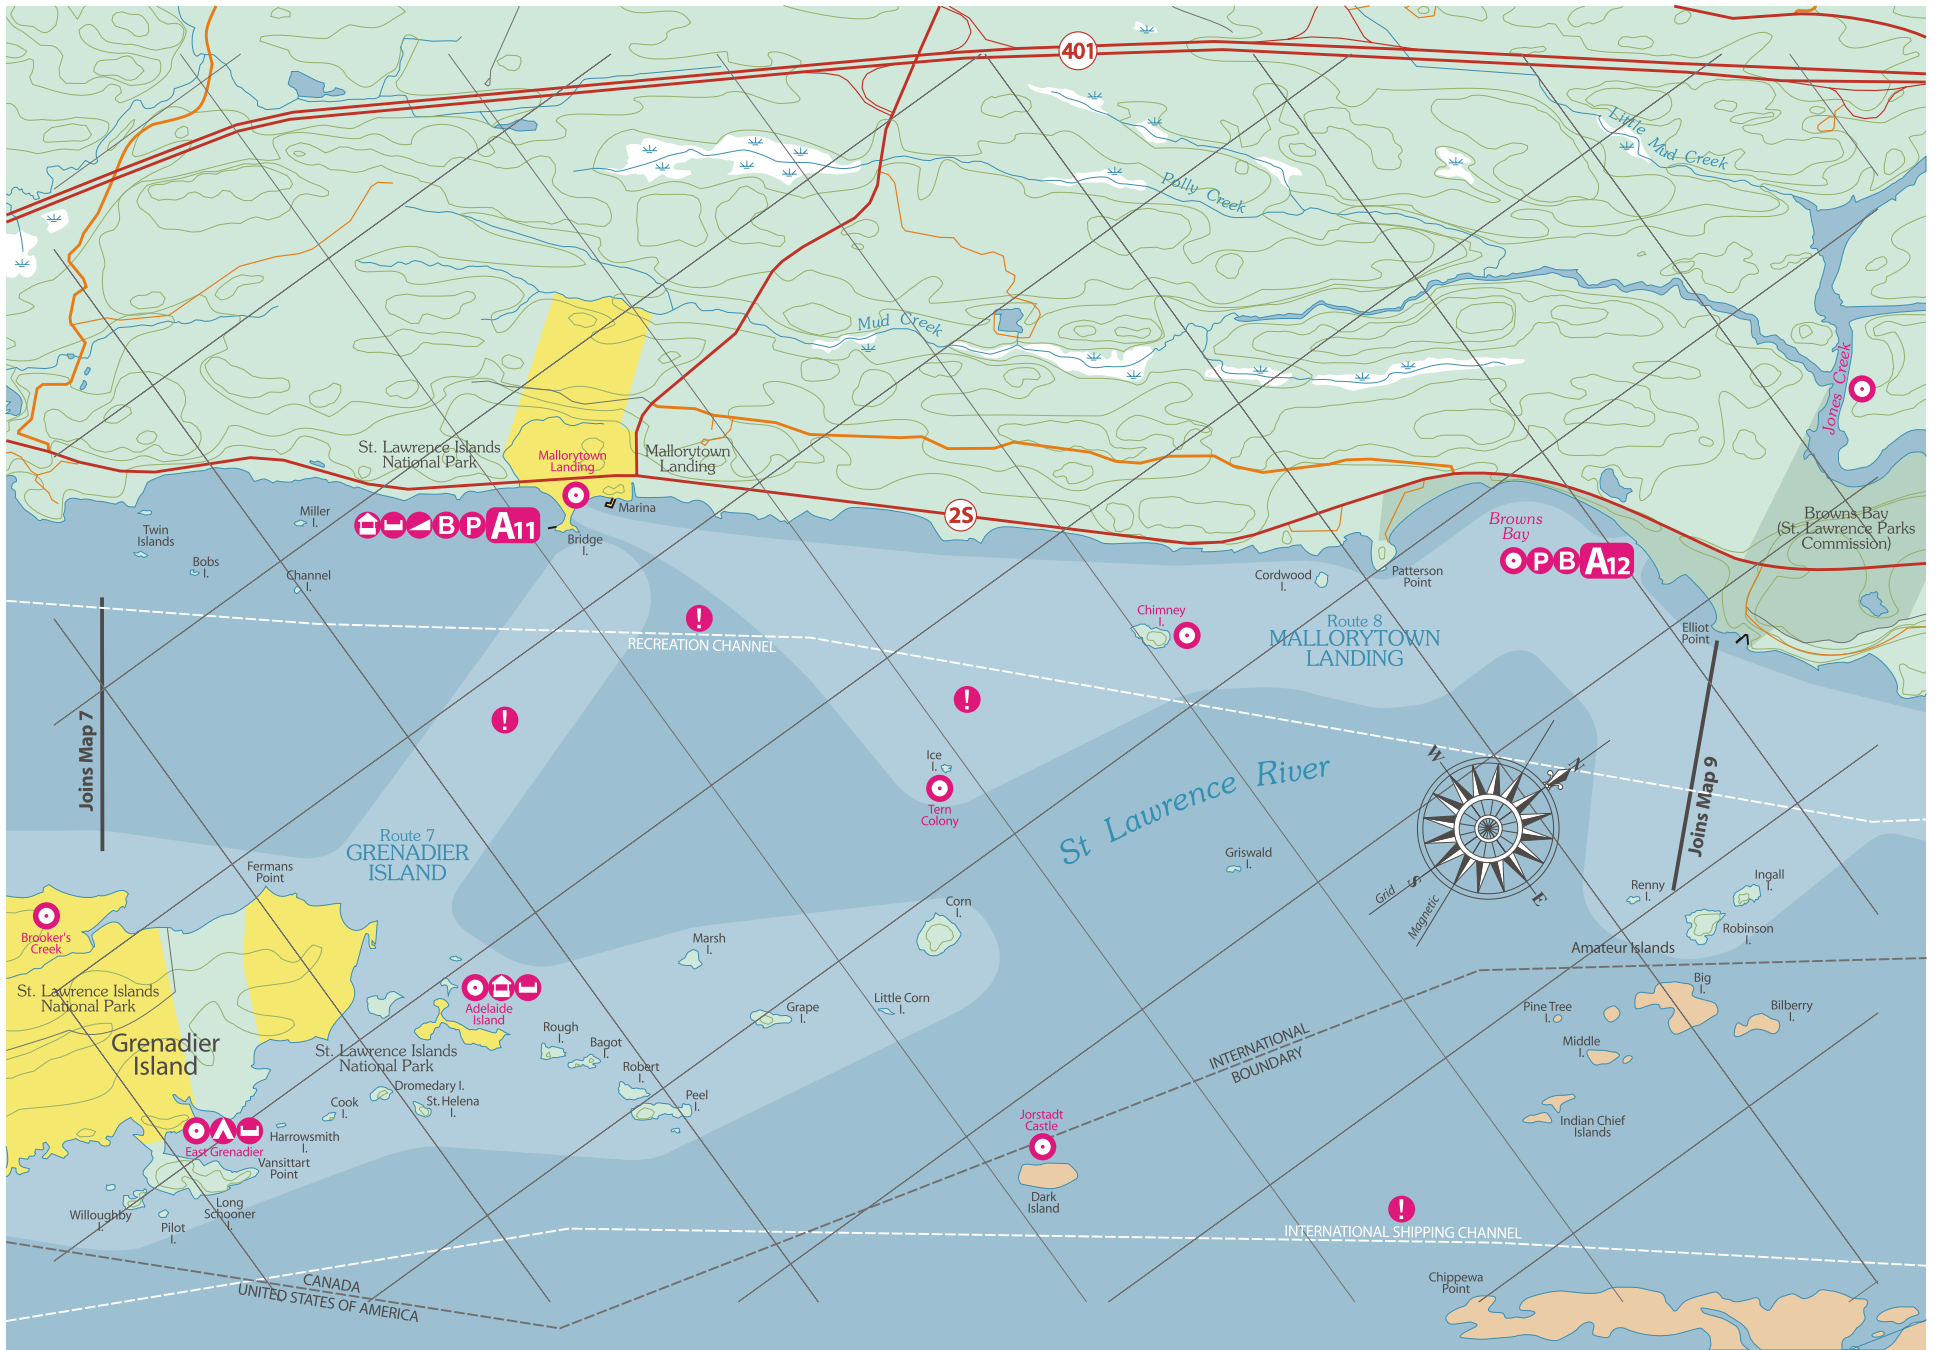 401
Little Mud Creek
Polly Creek
Mud Creek
Jones Creek
St. Lawrence Islands
National Park
Mallorytown
Landing
Mallorytown
Landing
Marina
B
P
A11
Bridge
I.
2S
Miller
I.
Twin
Islands
Bobs
I.
Channel
I.
Browns
Bay
P
B
A12
Browns Bay
(St. Lawrence Parks
Commission)
Cordwood
I.
Patterson
Point
Chimney
I.
Route 8
MALLORYTOWN
LANDING
Elliot
Point
!
RECREATION CHANNEL
!
!
Joins Map 7
Joins Map 9
Ice
I.
Tern
Colony
St Lawrence River
W
N
S
E
Grid
Magnetic
Route 7
GRENADIER
ISLAND
Fermans
Point
Griswald
I.
Renny
I.
Ingall
I.
Robinson
I.
Amateur Islands
Brooker's
Creek
Corn
I.
Marsh
I.
St. Lawrence Islands
National Park
Adelaide
Island
Grape
I.
Little Corn
I.
Big
I.
Pine Tree
I.
Bilberry
I.
Middle
I.
Rough
I.
Bagot
I.
Robert
I.
Peel
I.
Grenadier
Island
St. Lawrence Islands
National Park
Dromedary I.
St. Helena
I.
Cook
I.
Harrowsmith
I.
East Grenadier
Vansittart
Point
INTERNATIONAL
BOUNDARY
Indian Chief
Islands
Jorstadt
Castle
Dark
Island
Willoughby
I.
Pilot
I.
Long
Schooner
I.
!
INTERNATIONAL SHIPPING CHANNEL
CANADA
UNITED STATES OF AMERICA
Chippewa
Point